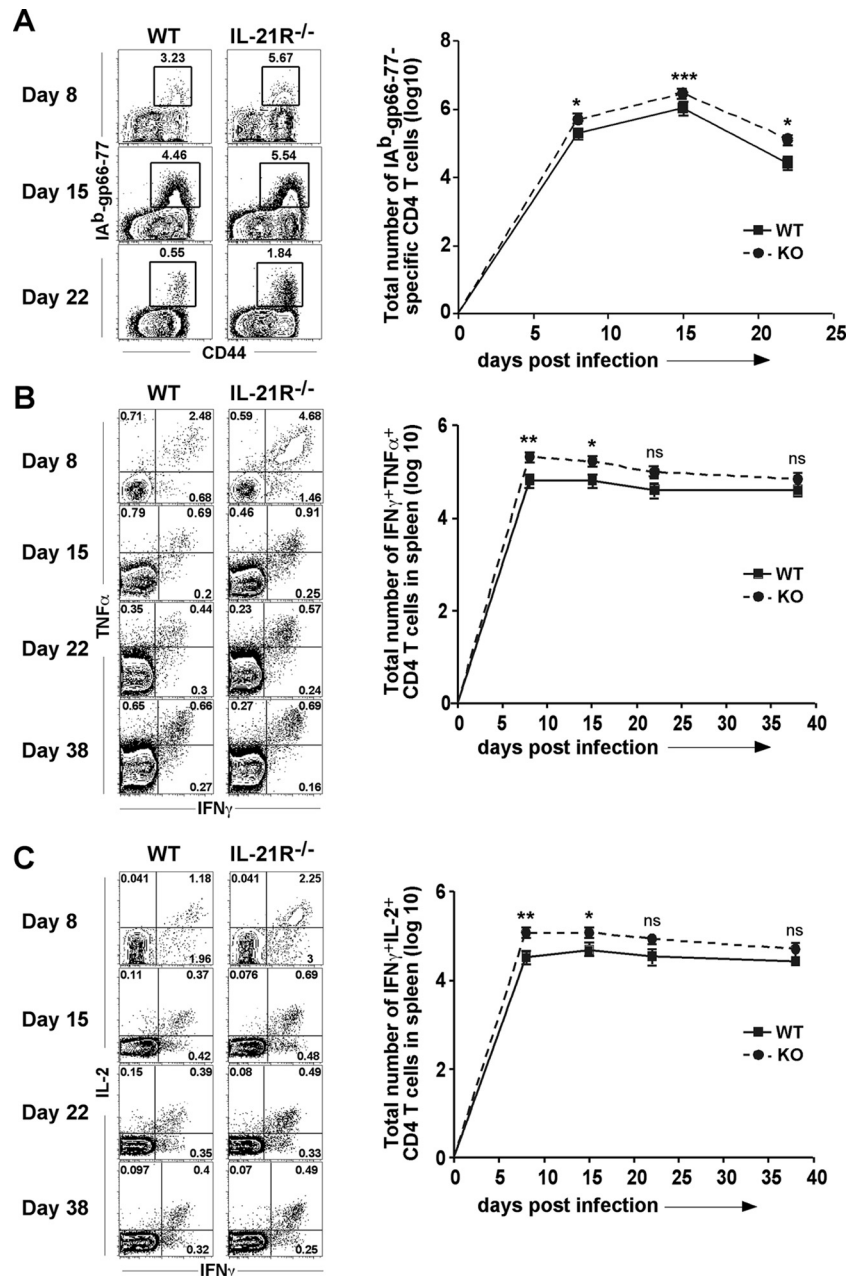 A
WT IL-21R-/-
Day 8
3.23 5.67
Day 15
4.46 5.54
Day 22
0.55 1.84
IAb-gp66-77
CD44
Total number of IAb-gp66-77-
specific CD4 T cells (log10)
8
6
4
2
0
* *** *
WT
KO
0 5 10 15 20 25
days post infection
B
WT IL-21R-/-
Day 8
0.71 2.48 0.59 4.68
0.68 1.46
Day 15
0.79 0.69 0.46 0.91
0.2 0.25
Day 22
0.35 0.44 0.23 0.57
0.3 0.24
Day 38
0.65 0.66 0.27 0.69
0.27 0.16
TNFα
IFNγ
Total number of IFNγ+TNFα+
CD4 T cells in spleen (log 10)
6
4
2
0
** * ns ns
WT
KO
0 5 10 15 20 25 30 35 40
days post infection
C
WT IL-21R-/-
Day 8
0.041 1.18 0.041 2.25
1.96 3
Day 15
0.11 0.37 0.076 0.69
0.42 0.48
Day 22
0.15 0.39 0.08 0.49
0.35 0.33
Day 38
0.097 0.4 0.07 0.49
0.32 0.25
IL-2
IFNγ
Total number of IFNγ+IL-2+
CD4 T cells in spleen (log 10)
6
4
2
0
** * ns ns
WT
KO
0 5 10 15 20 25 30 35 40
days post infection